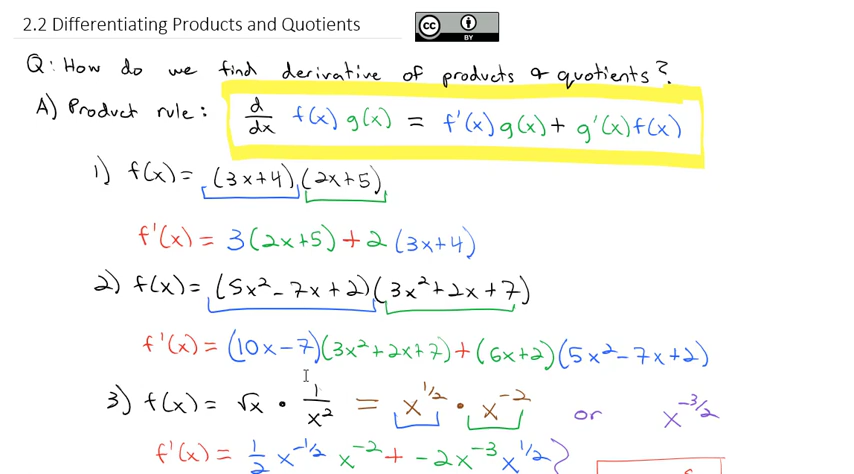 2.2 Differentiating Products and Quotients
cc BY
Q: How do we find derivative of products & quotients?
A) Product rule: d/dx f(x) g(x) = f'(x) g(x) + g'(x) f(x)
1) f(x) = (3x+4)(2x+5)
f'(x) = 3(2x+5) + 2(3x+4)
2) f(x) = (5x² - 7x + 2)(3x² + 2x + 7)
f'(x) = (10x - 7)(3x² + 2x + 7) + (6x + 2)(5x² - 7x + 2)
3) f(x) = √x • 1/x² = x^1/2 • x^-2 or x^-3/2
f'(x) = 1/2 x^-1/2 x^-2 + -2x^-3 x^1/2 }